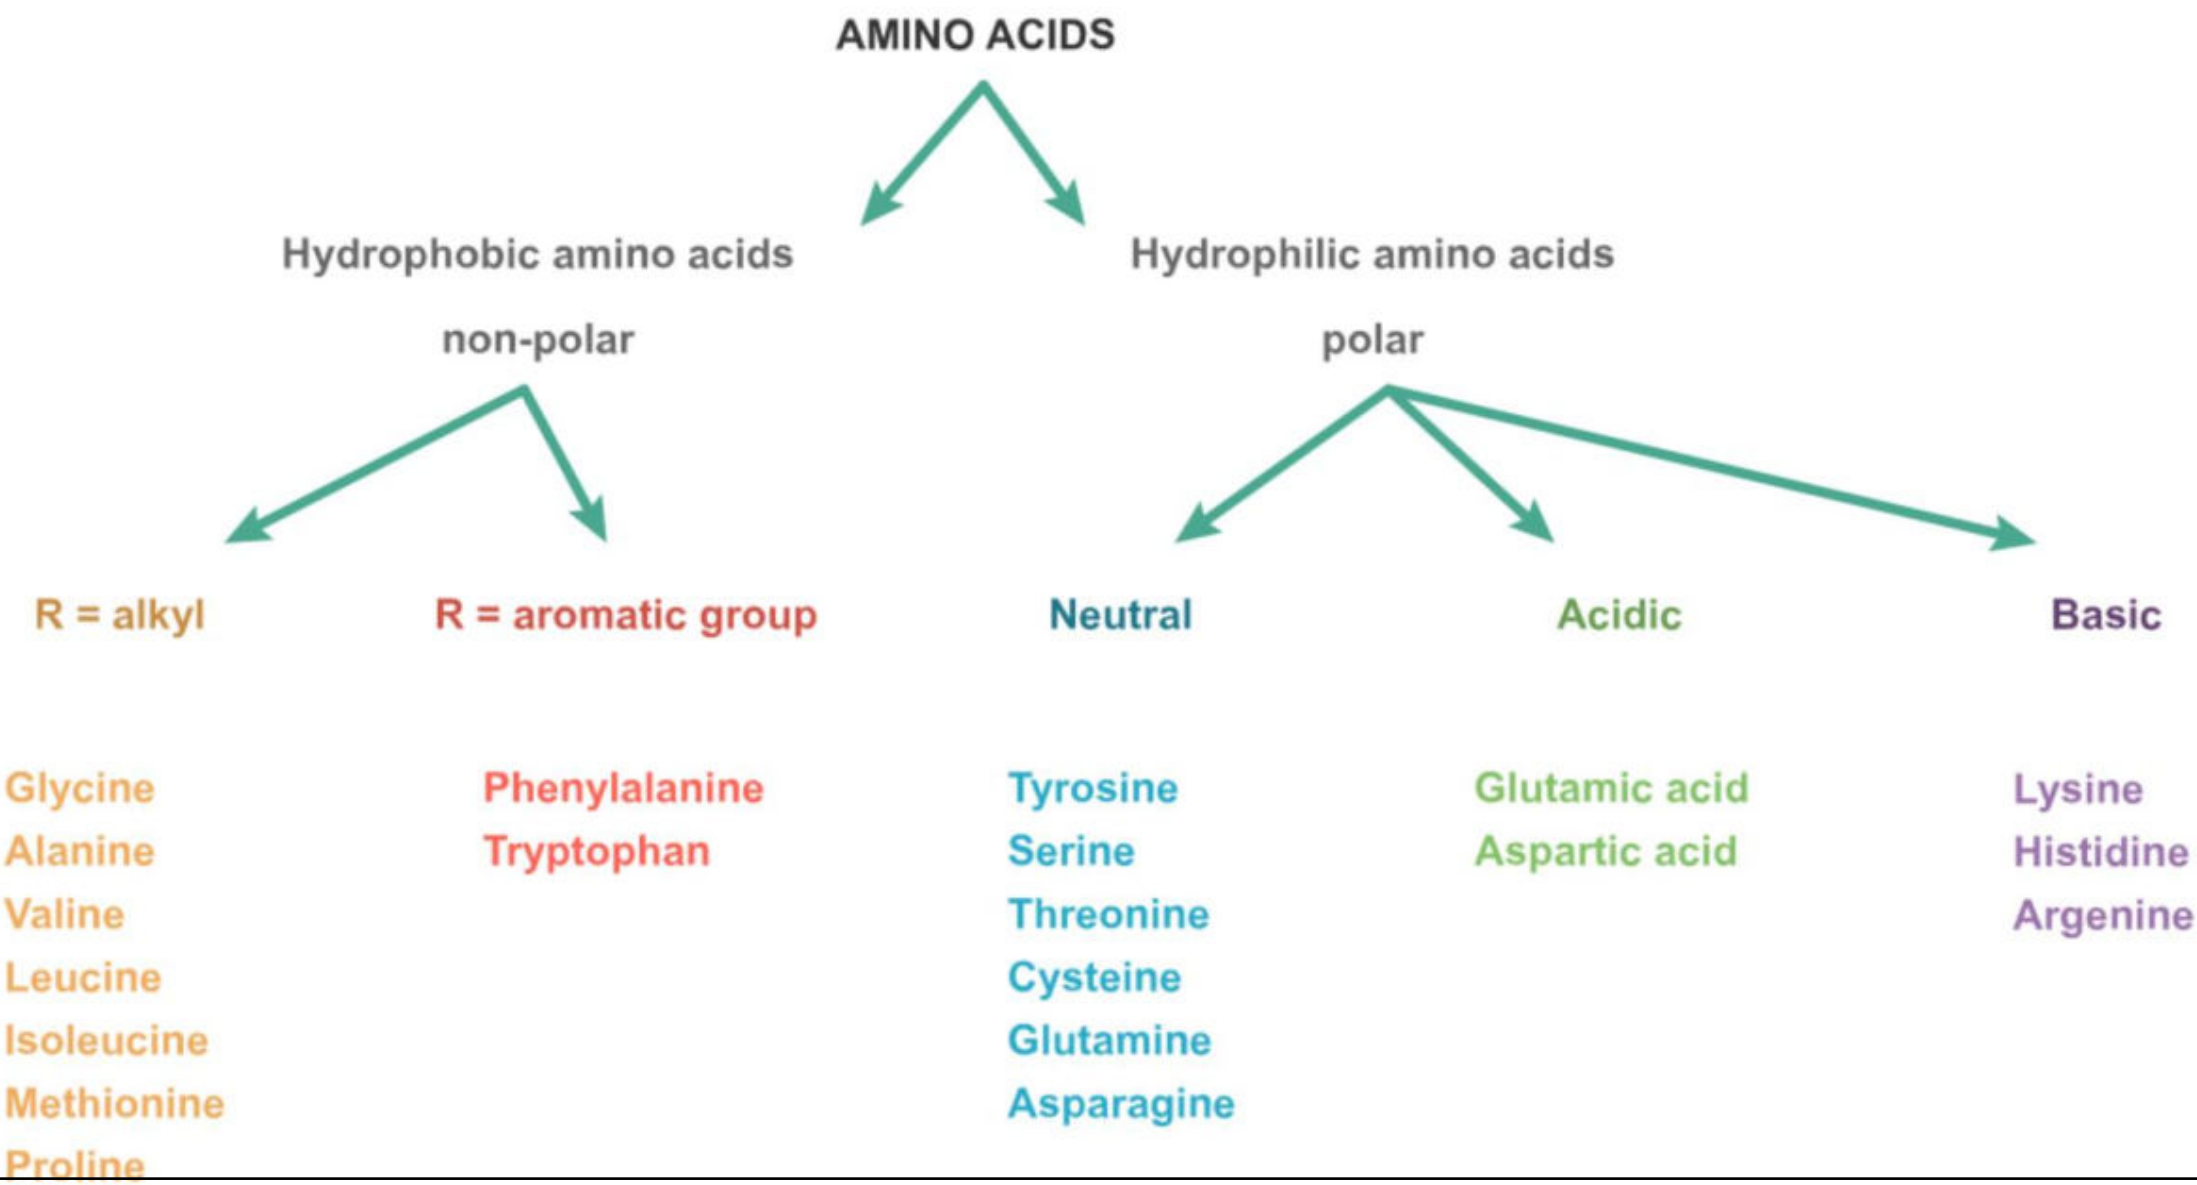 AMINO ACIDS
Hydrophobic amino acids
non-polar
Hydrophilic amino acids
polar
R = alkyl
Glycine
Alanine
Valine
Leucine
Isoleucine
Methionine
Proline
R = aromatic group
Phenylalanine
Tryptophan
Neutral
Tyrosine
Serine
Threonine
Cysteine
Glutamine
Asparagine
Acidic
Glutamic acid
Aspartic acid
Basic
Lysine
Histidine
Argenine